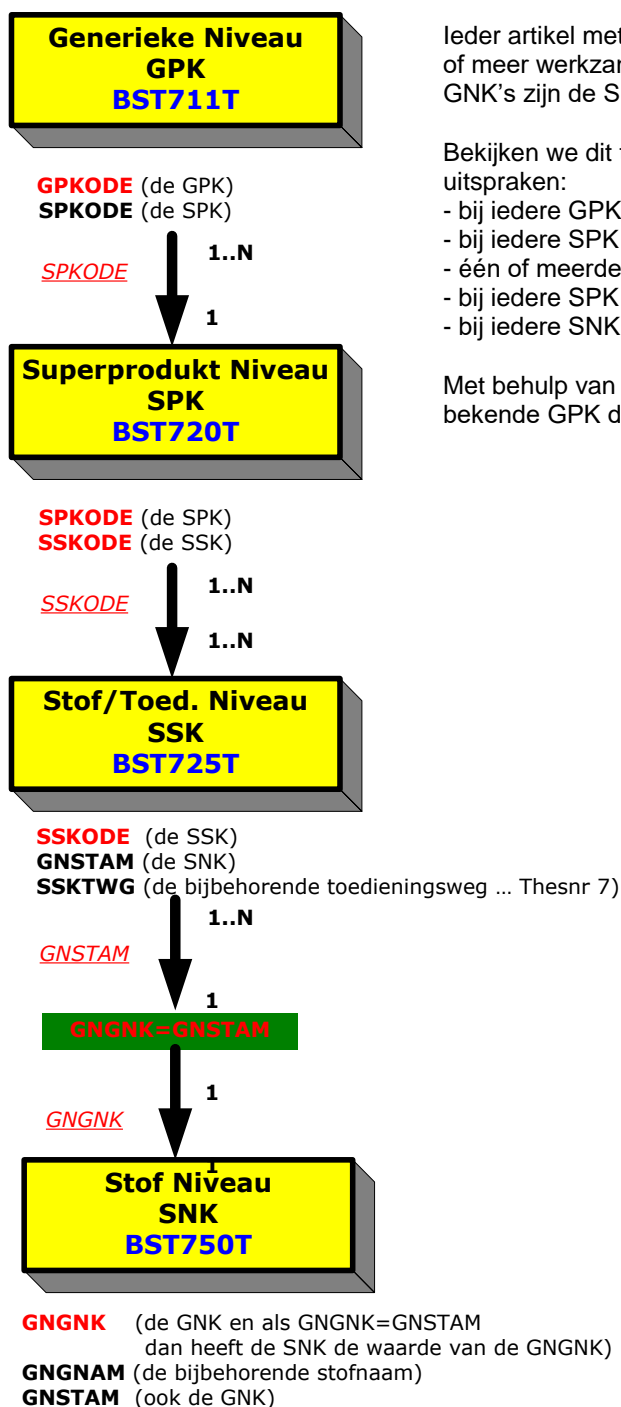 Generieke Niveau
GPK
BST711T
GPKODE (de GPK)
SPKODE (de SPK)
1..N
SPKODE
1
Superprodukt Niveau
SPK
BST720T
SPKODE (de SPK)
SSKODE (de SSK)
1..N
SSKODE
1..N
Stof/Toed. Niveau
SSK
BST725T
SSKODE (de SSK)
GNSTAM (de SNK)
SSKTWG (de bijbehorende toedieningsweg … Thesnr 7)
1..N
GNSTAM
1
GNGNK=GNSTAM
1
GNGNK
1
Stof Niveau
SNK
BST750T
GNGNK (de GNK en als GNGNK=GNSTAM
dan heeft de SNK de waarde van de GNGNK)
GNGNAM (de bijbehorende stofnaam)
GNSTAM (ook de GNK)
Ieder artikel met
of meer werkzar
GNK's zijn de S
Bekijken we dit
uitspraken:
- bij iedere GPK
- bij iedere SPK
- één of meerde
- bij iedere SPK
- bij iedere SNK
Met behulp van
bekende GPK d